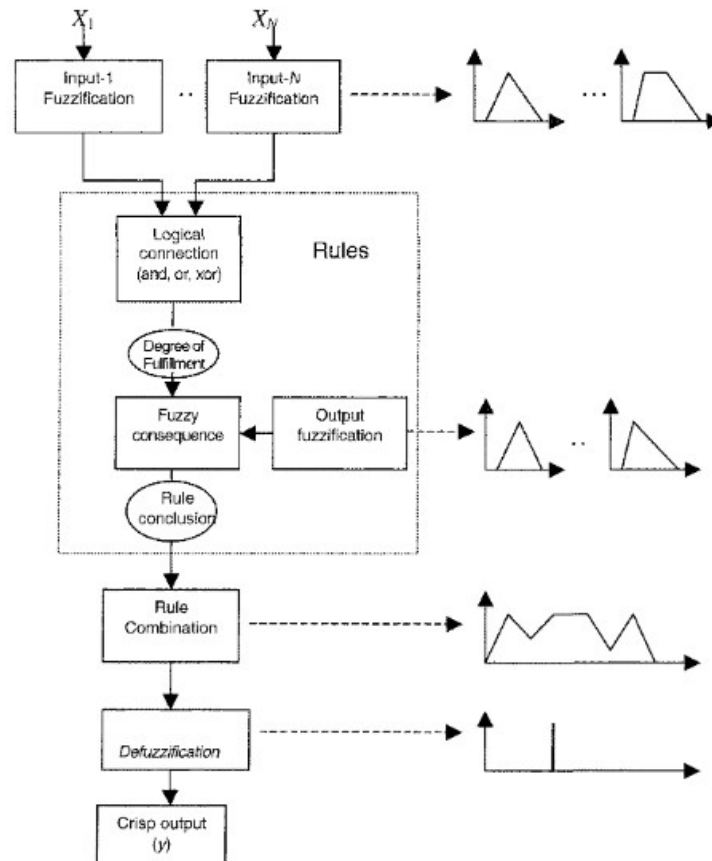 X1
XN
Input-1
Fuzzification
..
Input-N
Fuzzification
...
Logical
connection
(and, or, xor)
Rules
Degree of
Fulfillment
Fuzzy
consequence
Output
fuzzification
..
Rule
conclusion
Rule
Combination
Defuzzification
Crisp output
(y)